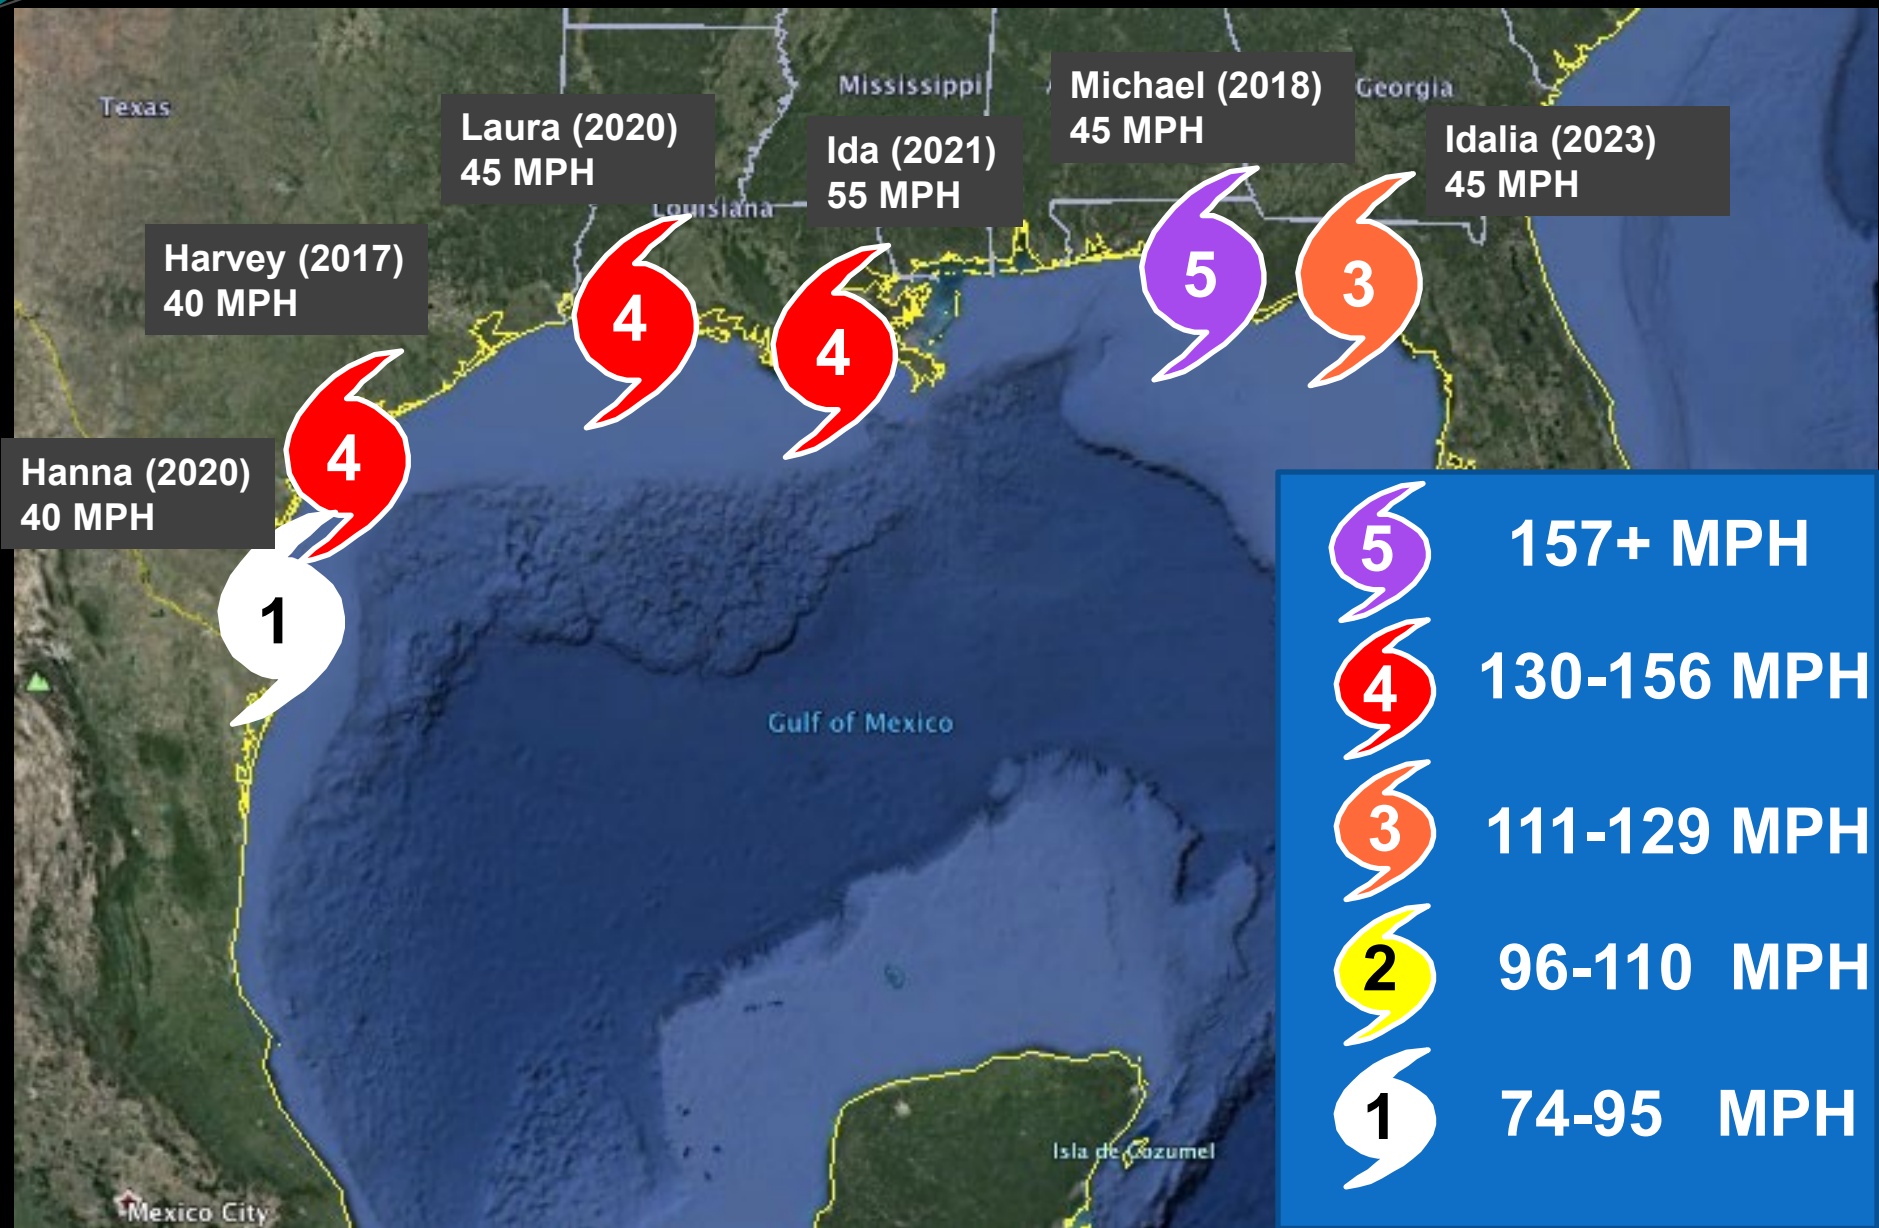 Texas
Mississippi
Georgia
Louisiana
Michael (2018)
45 MPH
Laura (2020)
45 MPH
Ida (2021)
55 MPH
Idalia (2023)
45 MPH
Harvey (2017)
40 MPH
Hanna (2020)
40 MPH
5
3
4
4
4
1
Gulf of Mexico
Isla de Cozumel
Mexico City
5 157+ MPH
4 130-156 MPH
3 111-129 MPH
2 96-110 MPH
1 74-95 MPH